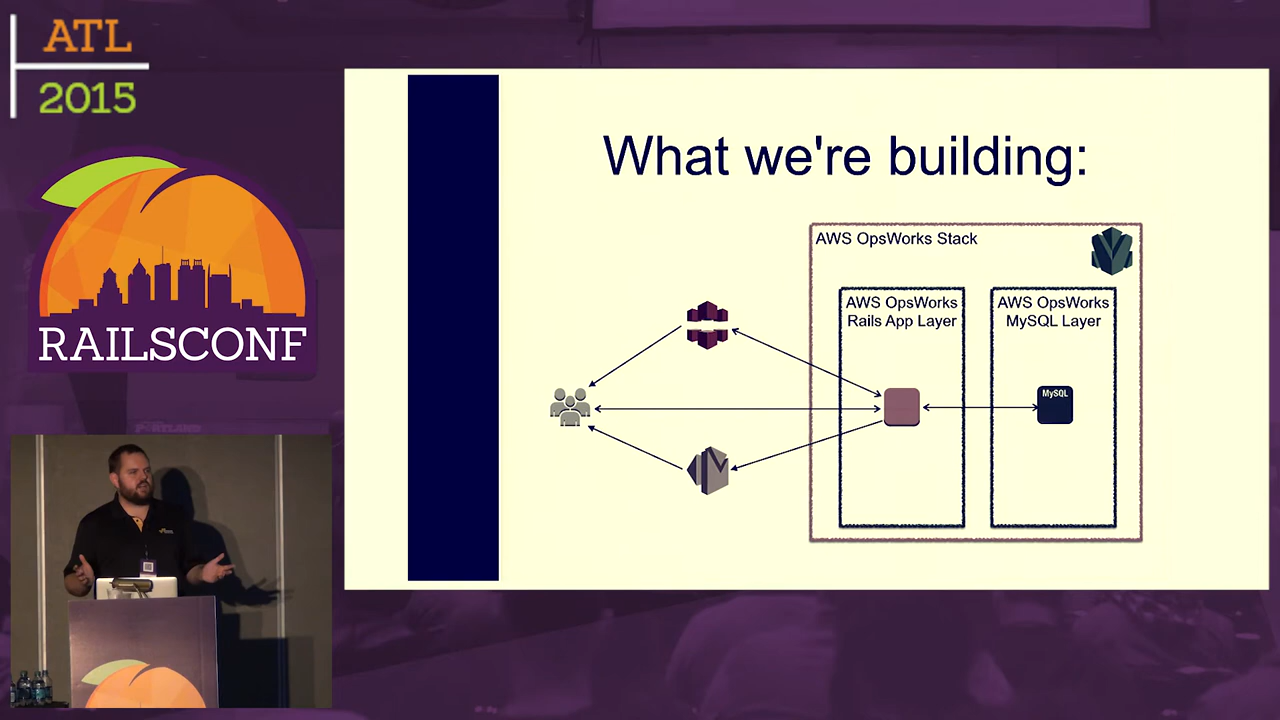 ATL
2015
RAILSCONF
What we're building:
AWS OpsWorks Stack
AWS OpsWorks
Rails App Layer
AWS OpsWorks
MySQL Layer
MySQL
PORTLAND